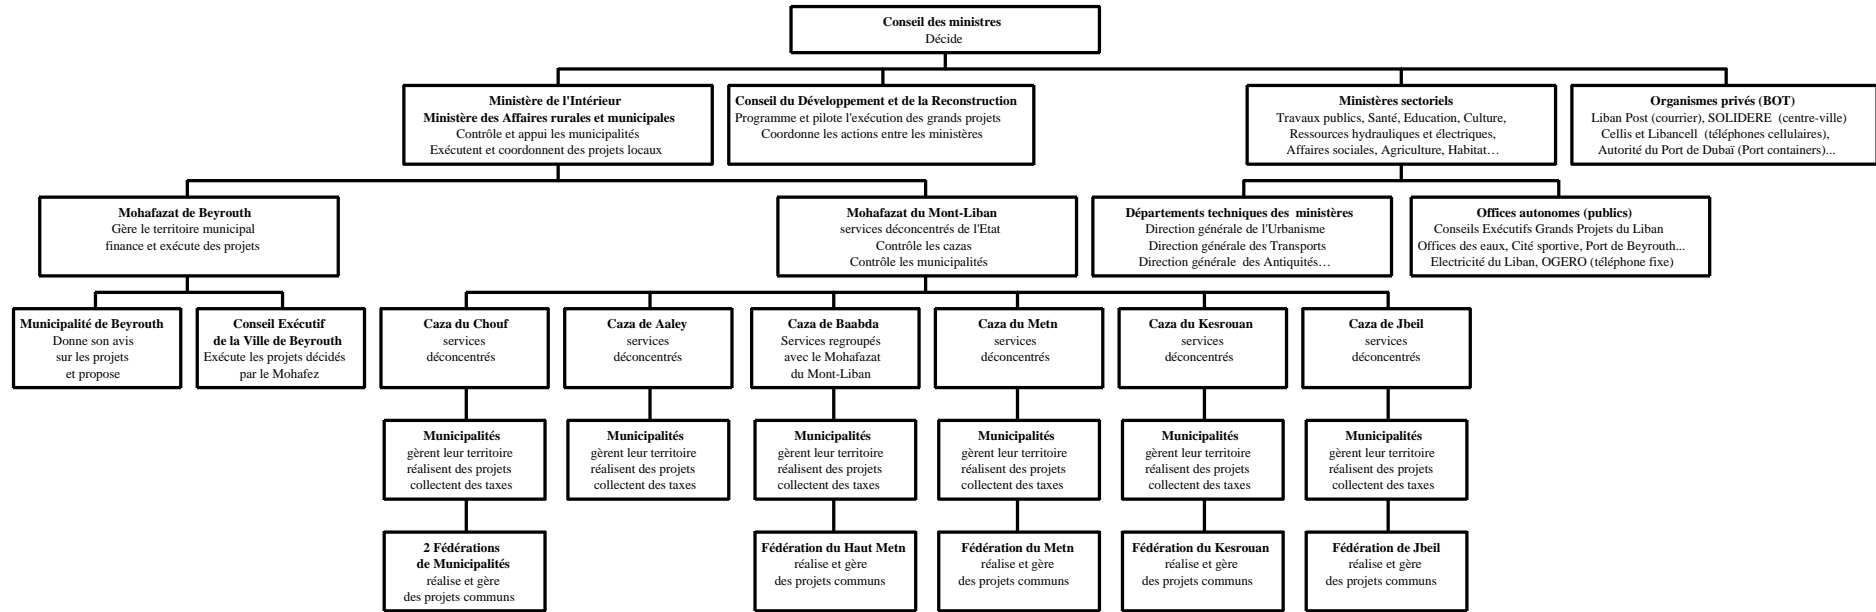 Conseil des ministres
Décide
Ministère de l'Intérieur
Ministère des Affaires rurales et municipales
Contrôle et appui les municipalités
Exécutent et coordonnent des projets locaux
Conseil du Développement et de la Reconstruction
Programme et pilote l'exécution des grands projets
Coordonne les actions entre les ministères
Ministères sectoriels
Travaux publics, Santé, Education, Culture,
Ressources hydrauliques et électriques,
Affaires sociales, Agriculture, Habitat…
Organismes privés (BOT)
Liban Post (courrier), SOLIDERE (centre-ville)
Cellis et Libancell (téléphones cellulaires),
Autorité du Port de Dubaï (Port containers)...
Mohafazat de Beyrouth
Gère le territoire municipal
finance et exécute des projets
Mohafazat du Mont-Liban
services déconcentrés de l'Etat
Contrôle les cazas
Contrôle les municipalités
Départements techniques des ministères
Direction générale de l'Urbanisme
Direction générale des Transports
Direction générale des Antiquités…
Offices autonomes (publics)
Conseils Exécutifs Grands Projets du Liban
Offices des eaux, Cité sportive, Port de Beyrouth...
Electricité du Liban, OGERO (téléphone fixe)
Municipalité de Beyrouth
Donne son avis
sur les projets
et propose
Conseil Exécutif
de la Ville de Beyrouth
Exécute les projets décidés
par le Mohafez
Caza du Chouf
services
déconcentrés
Caza de Aaley
services
déconcentrés
Caza de Baabda
Services regroupés
avec le Mohafazat
du Mont-Liban
Caza du Metn
services
déconcentrés
Caza du Kesrouan
services
déconcentrés
Caza de Jbeil
services
déconcentrés
Municipalités
gèrent leur territoire
réalisent des projets
collectent des taxes
Municipalités
gèrent leur territoire
réalisent des projets
collectent des taxes
Municipalités
gèrent leur territoire
réalisent des projets
collectent des taxes
Municipalités
gèrent leur territoire
réalisent des projets
collectent des taxes
Municipalités
gèrent leur territoire
réalisent des projets
collectent des taxes
Municipalités
gèrent leur territoire
réalisent des projets
collectent des taxes
2 Fédérations
de Municipalités
réalise et gère
des projets communs
Fédération du Haut Metn
réalise et gère
des projets communs
Fédération du Metn
réalise et gère
des projets communs
Fédération du Kesrouan
réalise et gère
des projets communs
Fédération de Jbeil
réalise et gère
des projets communs